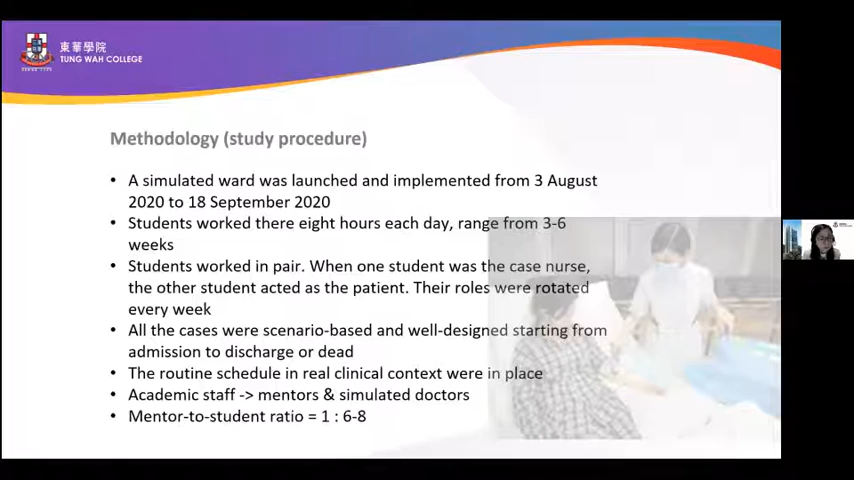 東華學院
TUNG WAH COLLEGE
Methodology (study procedure)
• A simulated ward was launched and implemented from 3 August
2020 to 18 September 2020
• Students worked there eight hours each day, range from 3-6
weeks
• Students worked in pair. When one student was the case nurse,
the other student acted as the patient. Their roles were rotated
every week
• All the cases were scenario-based and well-designed starting from
admission to discharge or dead
• The routine schedule in real clinical context were in place
• Academic staff -> mentors & simulated doctors
• Mentor-to-student ratio = 1 : 6-8